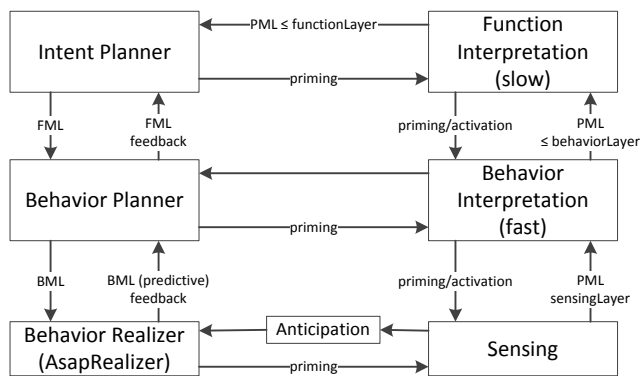 PML ≤ functionLayer
Intent Planner
Function
Interpretation
(slow)
priming
FML
FML
feedback
priming/activation
PML
≤ behaviorLayer
Behavior Planner
Behavior
Interpretation
(fast)
priming
BML
BML (predictive)
feedback
priming/activation
PML
sensingLayer
Behavior Realizer
(AsapRealizer)
Anticipation
Sensing
priming